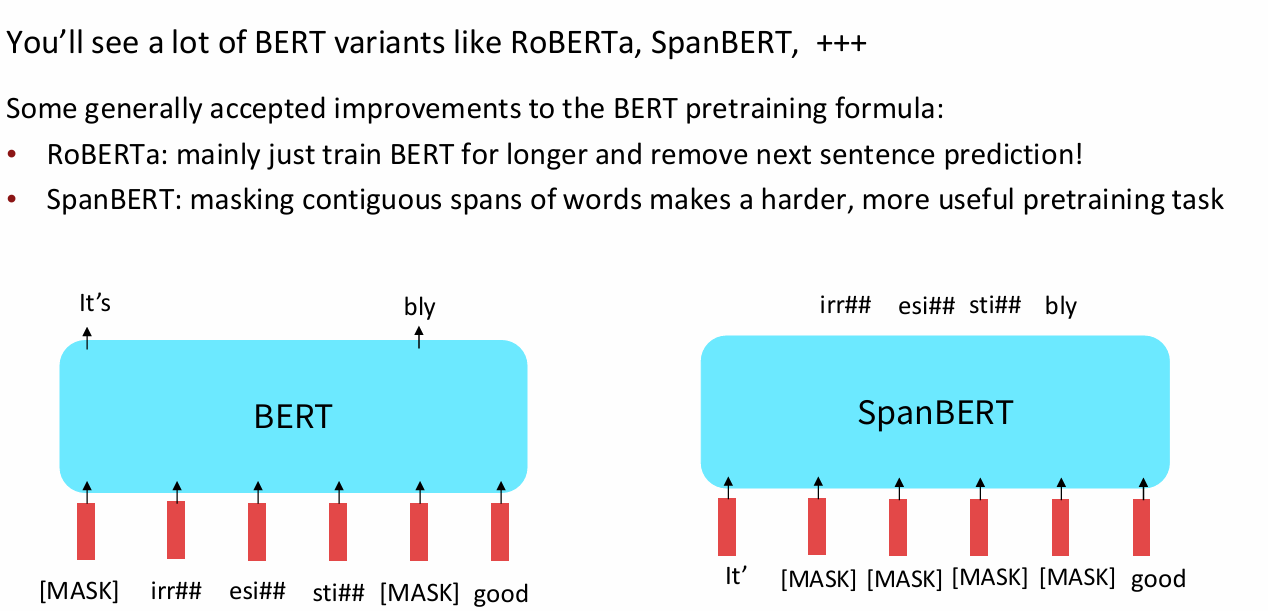 You’ll see a lot of BERT variants like RoBERTa, SpanBERT, +++
Some generally accepted improvements to the BERT pretraining formula:
• RoBERTa: mainly just train BERT for longer and remove next sentence prediction!
• SpanBERT: masking contiguous spans of words makes a harder, more useful pretraining task
It’s bly
BERT
[MASK] irr## esi## sti## [MASK] good
irr## esi## sti## bly
SpanBERT
It’ [MASK] [MASK] [MASK] [MASK] good